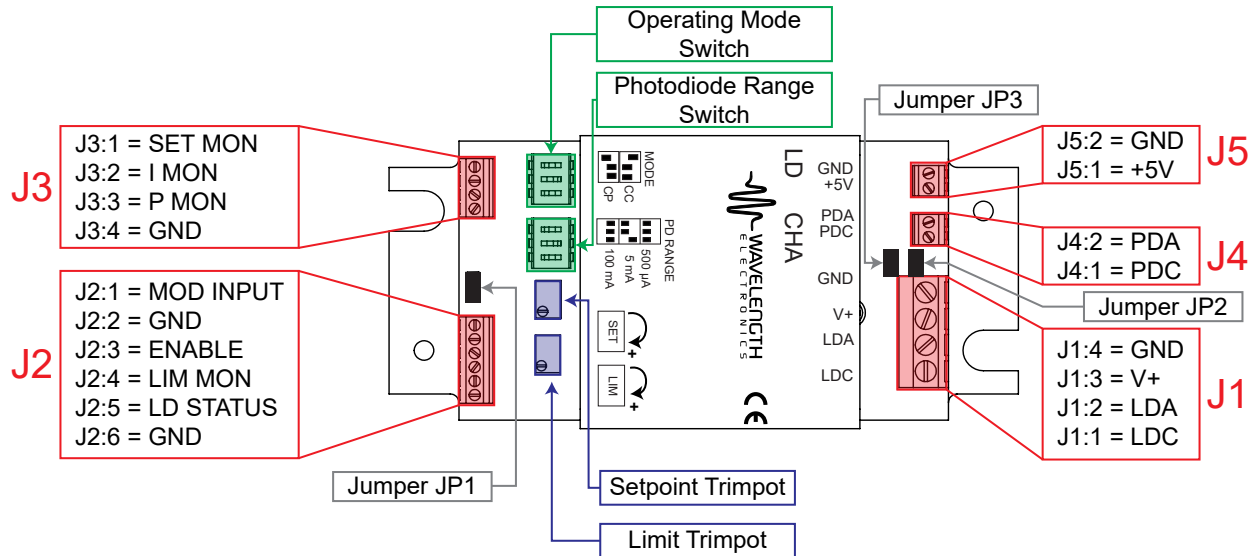 Operating Mode
Switch
Photodiode Range
Switch
Jumper JP3
J3
J3:1 = SET MON
J3:2 = I MON
J3:3 = P MON
J3:4 = GND
J2
J2:1 = MOD INPUT
J2:2 = GND
J2:3 = ENABLE
J2:4 = LIM MON
J2:5 = LD STATUS
J2:6 = GND
MODE
CC
CP
PD RANGE
500 µA
5 mA
100 mA
SET
+
LIM
+
WAVELENGTH
ELECTRONICS
LD CHA
GND
+5V
PDA
PDC
GND
V+
LDA
LDC
CE
J5:2 = GND
J5:1 = +5V
J5
J4:2 = PDA
J4:1 = PDC
J4
Jumper JP2
J1:4 = GND
J1:3 = V+
J1:2 = LDA
J1:1 = LDC
J1
Jumper JP1
Setpoint Trimpot
Limit Trimpot